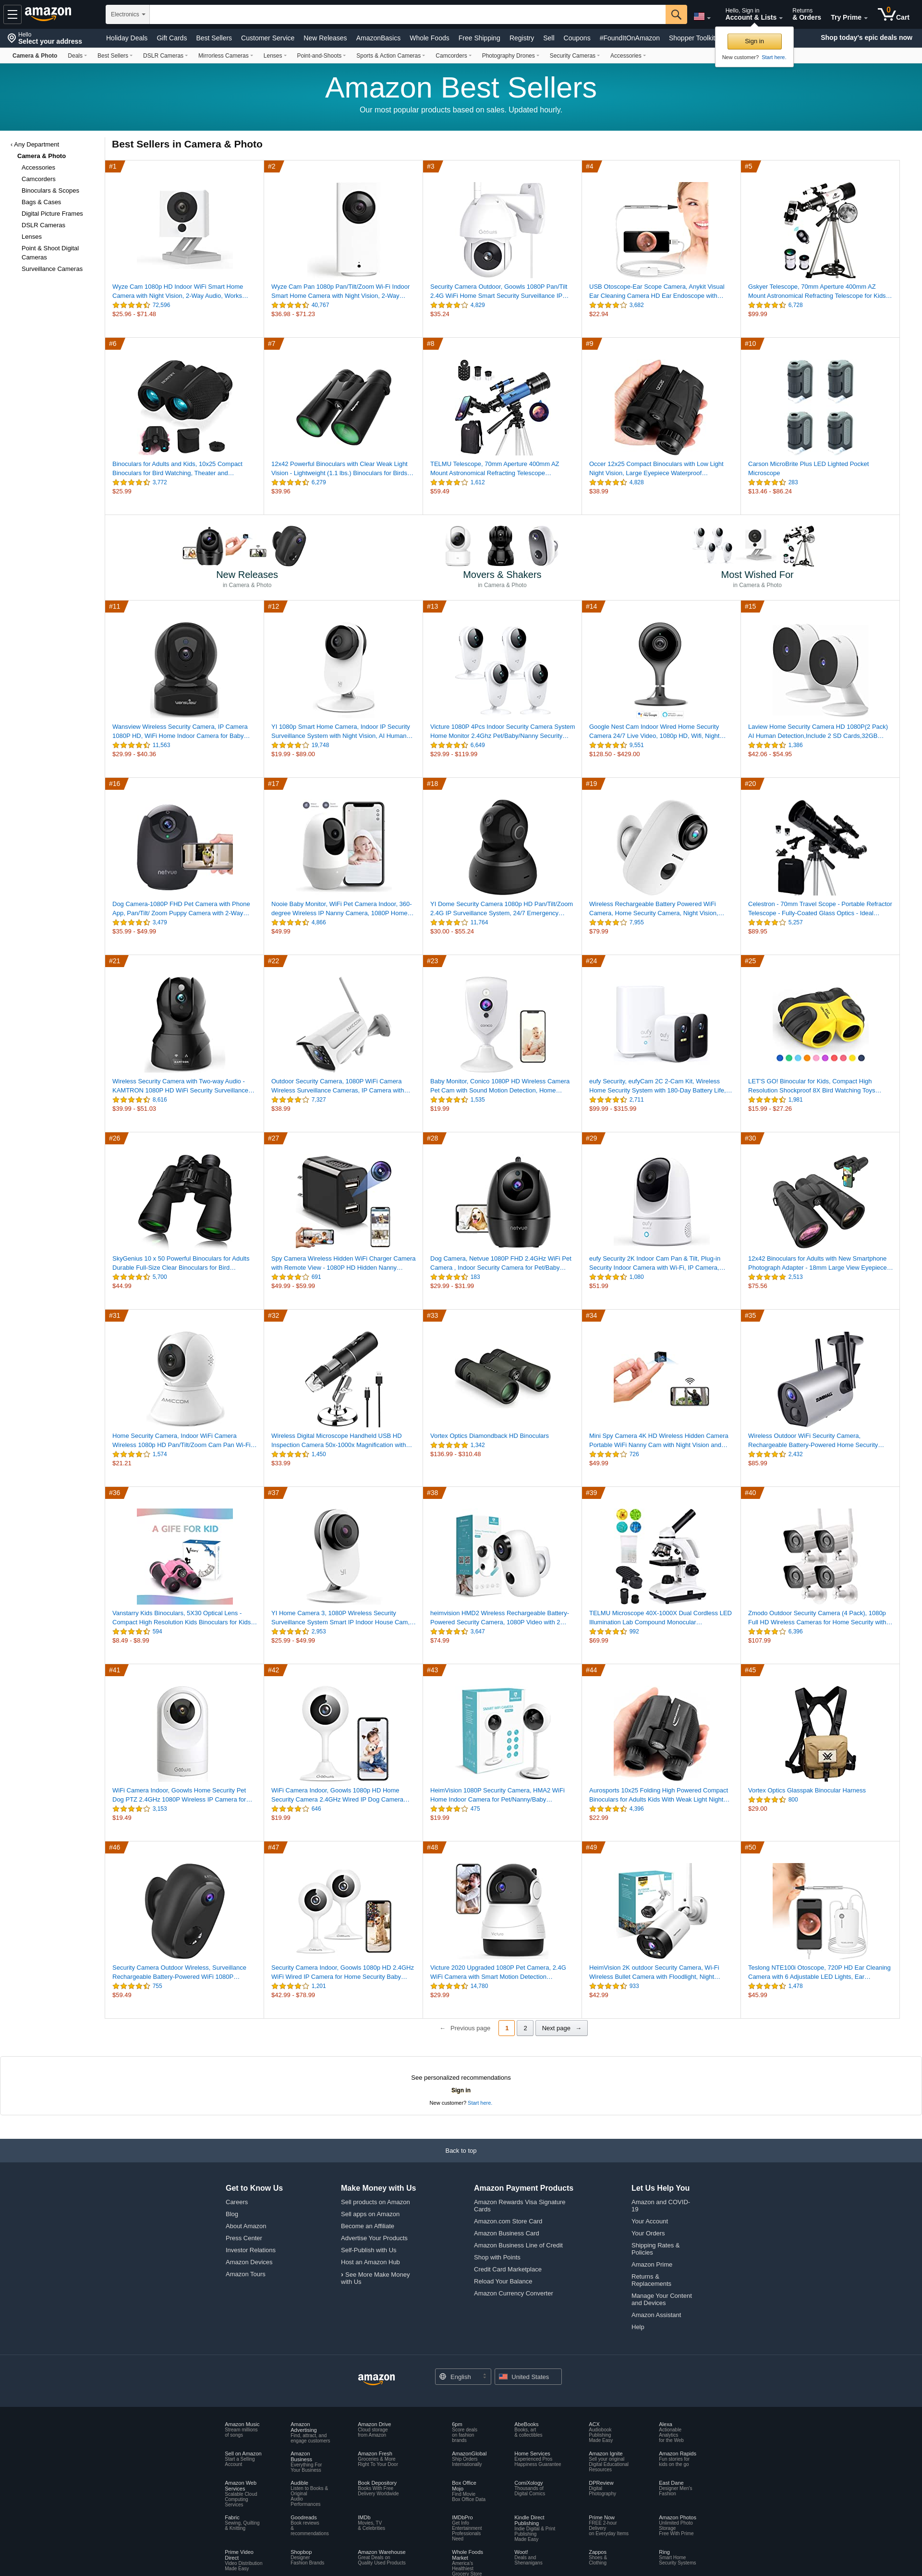 amazon
Electronics
Hello, Sign in
Account & Lists
Returns
& Orders
Try Prime
0
Cart
Hello
Select your address
Holiday Deals Gift Cards Best Sellers Customer Service New Releases AmazonBasics Whole Foods Free Shipping Registry Sell Coupons #FoundItOnAmazon Shopper Toolkit
Shop today's epic deals now
Sign in
New customer? Start here.
Camera & Photo Deals Best Sellers DSLR Cameras Mirrorless Cameras Lenses Point-and-Shoots Sports & Action Cameras Camcorders Photography Drones Security Cameras Accessories
Amazon Best Sellers
Our most popular products based on sales. Updated hourly.
‹ Any Department
Camera & Photo
Accessories
Camcorders
Binoculars & Scopes
Bags & Cases
Digital Picture Frames
DSLR Cameras
Lenses
Point & Shoot Digital
Cameras
Surveillance Cameras
Best Sellers in Camera & Photo
#1
Wyze Cam 1080p HD Indoor WiFi Smart Home
Camera with Night Vision, 2-Way Audio, Works…
72,596
$25.96 - $71.48
#2
Wyze Cam Pan 1080p Pan/Tilt/Zoom Wi-Fi Indoor
Smart Home Camera with Night Vision, 2-Way…
40,767
$36.98 - $71.23
#3
Security Camera Outdoor, Goowls 1080P Pan/Tilt
2.4G WiFi Home Smart Security Surveillance IP…
4,829
$35.24
#4
USB Otoscope-Ear Scope Camera, Anykit Visual
Ear Cleaning Camera HD Ear Endoscope with…
3,682
$22.94
#5
Gskyer Telescope, 70mm Aperture 400mm AZ
Mount Astronomical Refracting Telescope for Kids…
6,728
$99.99
#6
Binoculars for Adults and Kids, 10x25 Compact
Binoculars for Bird Watching, Theater and…
3,772
$25.99
#7
12x42 Powerful Binoculars with Clear Weak Light
Vision - Lightweight (1.1 lbs.) Binoculars for Birds…
6,279
$39.96
#8
TELMU Telescope, 70mm Aperture 400mm AZ
Mount Astronomical Refracting Telescope…
1,612
$59.49
#9
Occer 12x25 Compact Binoculars with Low Light
Night Vision, Large Eyepiece Waterproof…
4,828
$38.99
#10
Carson MicroBrite Plus LED Lighted Pocket
Microscope
283
$13.46 - $86.24
New Releases
in Camera & Photo
Movers & Shakers
in Camera & Photo
Most Wished For
in Camera & Photo
#11
Wansview Wireless Security Camera, IP Camera
1080P HD, WiFi Home Indoor Camera for Baby…
11,563
$29.99 - $40.36
#12
YI 1080p Smart Home Camera, Indoor IP Security
Surveillance System with Night Vision, AI Human…
19,748
$19.99 - $89.00
#13
Victure 1080P 4Pcs Indoor Security Camera System
Home Monitor 2.4Ghz Pet/Baby/Nanny Security…
6,649
$29.99 - $119.99
#14
Google Nest Cam Indoor Wired Home Security
Camera 24/7 Live Video, 1080p HD, Wifi, Night…
9,551
$128.50 - $429.00
#15
Laview Home Security Camera HD 1080P(2 Pack)
AI Human Detection,Include 2 SD Cards,32GB…
1,386
$42.06 - $54.95
#16
netvue
Dog Camera-1080P FHD Pet Camera with Phone
App, Pan/Tilt/ Zoom Puppy Camera with 2-Way…
3,479
$35.99 - $49.99
#17
Nooie Baby Monitor, WiFi Pet Camera Indoor, 360-
degree Wireless IP Nanny Camera, 1080P Home…
4,866
$49.99
#18
YI Dome Security Camera 1080p HD Pan/Tilt/Zoom
2.4G IP Surveillance System, 24/7 Emergency…
11,764
$30.00 - $55.24
#19
Wireless Rechargeable Battery Powered WiFi
Camera, Home Security Camera, Night Vision,…
7,955
$79.99
#20
Celestron - 70mm Travel Scope - Portable Refractor
Telescope - Fully-Coated Glass Optics - Ideal…
5,257
$89.95
#21
Wireless Security Camera with Two-way Audio -
KAMTRON 1080P HD WiFi Security Surveillance…
8,616
$39.99 - $51.03
#22
Outdoor Security Camera, 1080P WiFi Camera
Wireless Surveillance Cameras, IP Camera with…
7,327
$38.99
#23
Baby Monitor, Conico 1080P HD Wireless Camera
Pet Cam with Sound Motion Detection, Home…
1,535
$19.99
#24
eufy Security, eufyCam 2C 2-Cam Kit, Wireless
Home Security System with 180-Day Battery Life,…
2,711
$99.99 - $315.99
#25
LET'S GO! Binocular for Kids, Compact High
Resolution Shockproof 8X Bird Watching Toys…
1,981
$15.99 - $27.26
#26
SkyGenius 10 x 50 Powerful Binoculars for Adults
Durable Full-Size Clear Binoculars for Bird…
5,700
$44.99
#27
Spy Camera Wireless Hidden WiFi Charger Camera
with Remote View - 1080P HD Hidden Nanny…
691
$49.99 - $59.99
#28
netvue
Dog Camera, Netvue 1080P FHD 2.4GHz WiFi Pet
Camera , Indoor Security Camera for Pet/Baby…
183
$29.99 - $31.99
#29
eufy Security 2K Indoor Cam Pan & Tilt, Plug-in
Security Indoor Camera with Wi-Fi, IP Camera,…
1,080
$51.99
#30
12x42 Binoculars for Adults with New Smartphone
Photograph Adapter - 18mm Large View Eyepiece…
2,513
$75.56
#31
AMICCOM
Home Security Camera, Indoor WiFi Camera
Wireless 1080P HD Pan/Tilt/Zoom Cam Pan Wi-Fi…
1,574
$21.21
#32
Wireless Digital Microscope Handheld USB HD
Inspection Camera 50x-1000x Magnification with…
1,450
$33.99
#33
Vortex Optics Diamondback HD Binoculars
1,342
$136.99 - $310.48
#34
Mini Spy Camera 4K HD Wireless Hidden Camera
Portable WiFi Nanny Cam with Night Vision and…
726
$49.99
#35
Wireless Outdoor WiFi Security Camera,
Rechargeable Battery-Powered Home Security…
2,432
$85.99
#36
A GIFE FOR KID
Vanstarry Kids Binoculars, 5X30 Optical Lens -
Compact High Resolution Kids Binoculars for Kids…
594
$8.49 - $8.99
#37
YI Home Camera 3, 1080P Wireless Security
Surveillance System Smart IP Indoor House Cam,…
2,953
$25.99 - $49.99
#38
heimvision HMD2 Wireless Rechargeable Battery-
Powered Security Camera, 1080P Video with 2…
3,647
$74.99
#39
TELMU Microscope 40X-1000X Dual Cordless LED
Illumination Lab Compound Monocular…
992
$69.99
#40
Zmodo Outdoor Security Camera (4 Pack), 1080p
Full HD Wireless Cameras for Home Security with…
6,396
$107.99
#41
WiFi Camera Indoor, Goowls Home Security Pet
Dog PTZ 2.4GHz 1080P Wireless IP Camera for…
3,153
$19.49
#42
WiFi Camera Indoor, Goowls 1080p HD Home
Security Camera 2.4GHz Wired IP Dog Camera…
646
$19.99
#43
HeimVision 1080P Security Camera, HMA2 WiFi
Home Indoor Camera for Pet/Nanny/Baby…
475
$19.99
#44
Aurosports 10x25 Folding High Powered Compact
Binoculars for Adults Kids With Weak Light Night…
4,396
$22.99
#45
Vortex Optics Glasspak Binocular Harness
800
$29.00
#46
Security Camera Outdoor Wireless, Surveillance
Rechargeable Battery-Powered WiFi 1080P…
755
$59.49
#47
Security Camera Indoor, Goowls 1080p HD 2.4GHz
WiFi Wired IP Camera for Home Security Baby…
1,201
$42.99 - $78.99
#48
Victure 2020 Upgraded 1080P Pet Camera, 2.4G
WiFi Camera with Smart Motion Detection…
14,780
$29.99
#49
HeimVision 2K outdoor Security Camera, Wi-Fi
Wireless Bullet Camera with Floodlight, Night…
933
$42.99
#50
Teslong NTE100i Otoscope, 720P HD Ear Cleaning
Camera with 6 Adjustable LED Lights, Ear…
1,478
$45.99
← Previous page 1 2 Next page →
See personalized recommendations
Sign in
New customer? Start here.
Back to top
Get to Know Us
Careers
Blog
About Amazon
Press Center
Investor Relations
Amazon Devices
Amazon Tours
Make Money with Us
Sell products on Amazon
Sell apps on Amazon
Become an Affiliate
Advertise Your Products
Self-Publish with Us
Host an Amazon Hub
› See More Make Money
with Us
Amazon Payment Products
Amazon Rewards Visa Signature
Cards
Amazon.com Store Card
Amazon Business Card
Amazon Business Line of Credit
Shop with Points
Credit Card Marketplace
Reload Your Balance
Amazon Currency Converter
Let Us Help You
Amazon and COVID-
19
Your Account
Your Orders
Shipping Rates &
Policies
Amazon Prime
Returns &
Replacements
Manage Your Content
and Devices
Amazon Assistant
Help
amazon
English
United States
Amazon Music
Stream millions
of songs
Amazon
Advertising
Find, attract, and
engage customers
Amazon Drive
Cloud storage
from Amazon
6pm
Score deals
on fashion
brands
AbeBooks
Books, art
& collectibles
ACX
Audiobook
Publishing
Made Easy
Alexa
Actionable
Analytics
for the Web
Sell on Amazon
Start a Selling
Account
Amazon
Business
Everything For
Your Business
Amazon Fresh
Groceries & More
Right To Your Door
AmazonGlobal
Ship Orders
Internationally
Home Services
Experienced Pros
Happiness Guarantee
Amazon Ignite
Sell your original
Digital Educational
Resources
Amazon Rapids
Fun stories for
kids on the go
Amazon Web
Services
Scalable Cloud
Computing
Services
Audible
Listen to Books &
Original
Audio
Performances
Book Depository
Books With Free
Delivery Worldwide
Box Office
Mojo
Find Movie
Box Office Data
ComiXology
Thousands of
Digital Comics
DPReview
Digital
Photography
East Dane
Designer Men's
Fashion
Fabric
Sewing, Quilting
& Knitting
Goodreads
Book reviews
&
recommendations
IMDb
Movies, TV
& Celebrities
IMDbPro
Get Info
Entertainment
Professionals
Need
Kindle Direct
Publishing
Indie Digital & Print
Publishing
Made Easy
Prime Now
FREE 2-hour
Delivery
on Everyday Items
Amazon Photos
Unlimited Photo
Storage
Free With Prime
Prime Video
Direct
Video Distribution
Made Easy
Shopbop
Designer
Fashion Brands
Amazon Warehouse
Great Deals on
Quality Used Products
Whole Foods
Market
America's
Healthiest
Grocery Store
Woot!
Deals and
Shenanigans
Zappos
Shoes &
Clothing
Ring
Smart Home
Security Systems